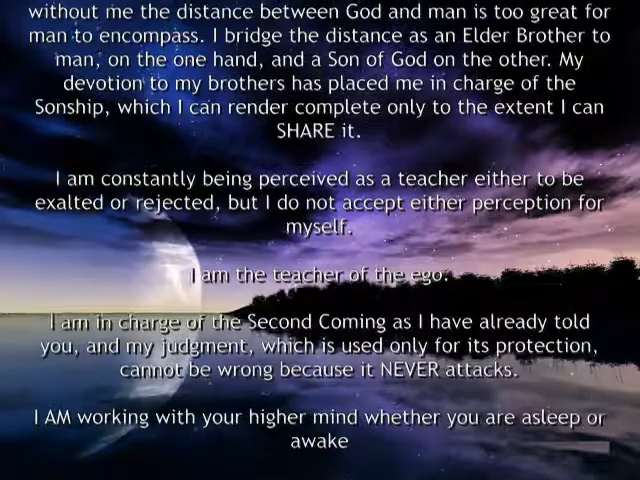 without me the distance between God and man is too great for
man to encompass. I bridge the distance as an Elder Brother to
man, on the one hand, and a Son of God on the other. My
devotion to my brothers has placed me in charge of the
Sonship, which I can render complete only to the extent I can
SHARE it.
I am constantly being perceived as a teacher either to be
exalted or rejected, but I do not accept either perception for
myself.
I am the teacher of the ego.
I am in charge of the Second Coming as I have already told
you, and my judgment, which is used only for its protection,
cannot be wrong because it NEVER attacks.
I AM working with your higher mind whether you are asleep or
awake